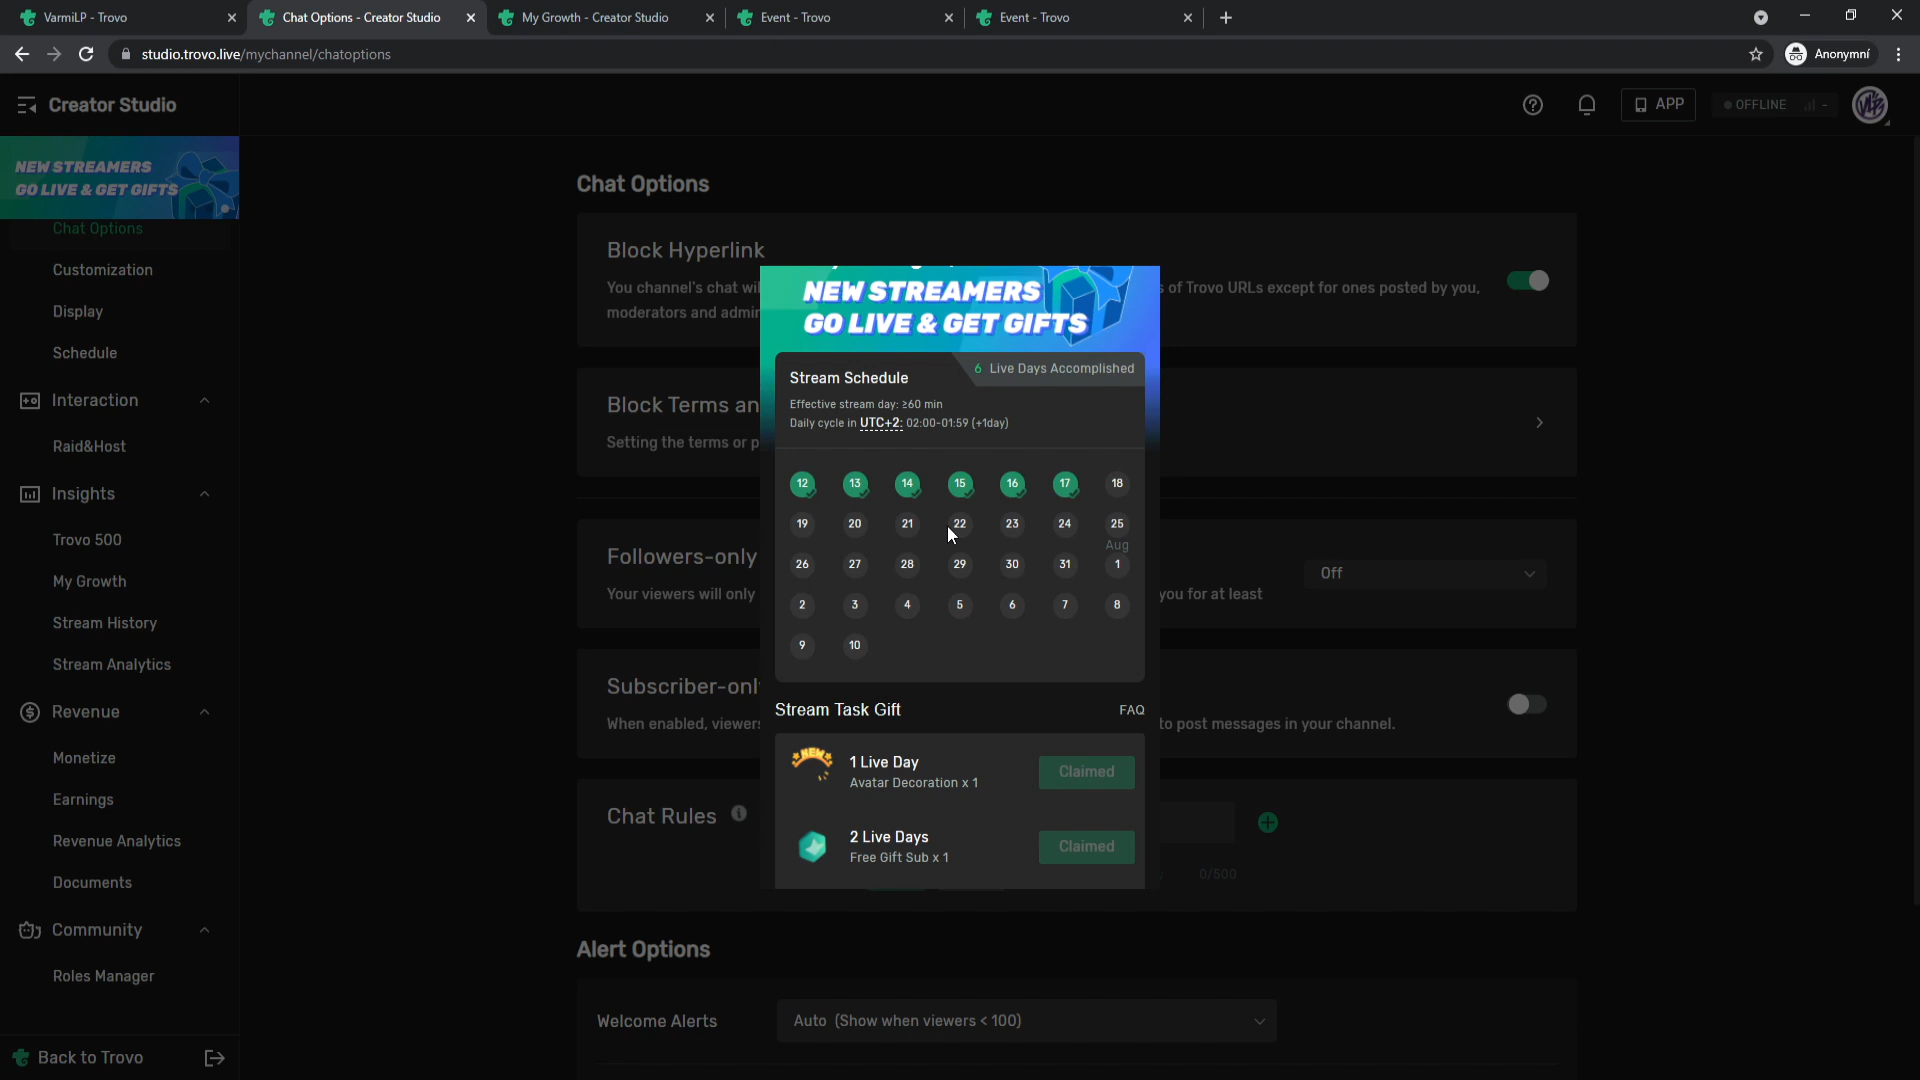 VarmiLP - Trovo
Chat Options - Creator Studio
My Growth - Creator Studio
Event - Trovo
Event - Trovo
studio.trovo.live/mychannel/chatoptions
Anonymní
Creator Studio
APP
OFFLINE
-
NEW STREAMERS
GO LIVE & GET GIFTS
Chat Options
Customization
Display
Schedule
Interaction
Raid&Host
Insights
Trovo 500
My Growth
Stream History
Stream Analytics
Revenue
Monetize
Earnings
Revenue Analytics
Documents
Community
Roles Manager
Back to Trovo
Chat Options
Block Hyperlink
You channel's chat wil
s of Trovo URLs except for ones posted by you,
moderators and admin
Block Terms an
Setting the terms or p
Followers-only
Your viewers will only
you for at least
Off
Subscriber-onl
When enabled, viewers
to post messages in your channel.
Chat Rules
0/500
Alert Options
Welcome Alerts
Auto (Show when viewers < 100)
NEW STREAMERS
GO LIVE & GET GIFTS
6 Live Days Accomplished
Stream Schedule
Effective stream day: ≥60 min
Daily cycle in UTC+2: 02:00-01:59 (+1day)
12 13 14 15 16 17 18
19 20 21 22 23 24 25
Aug
26 27 28 29 30 31 1
2 3 4 5 6 7 8
9 10
Stream Task Gift
FAQ
NEW
1 Live Day
Avatar Decoration x 1
Claimed
2 Live Days
Free Gift Sub x 1
Claimed